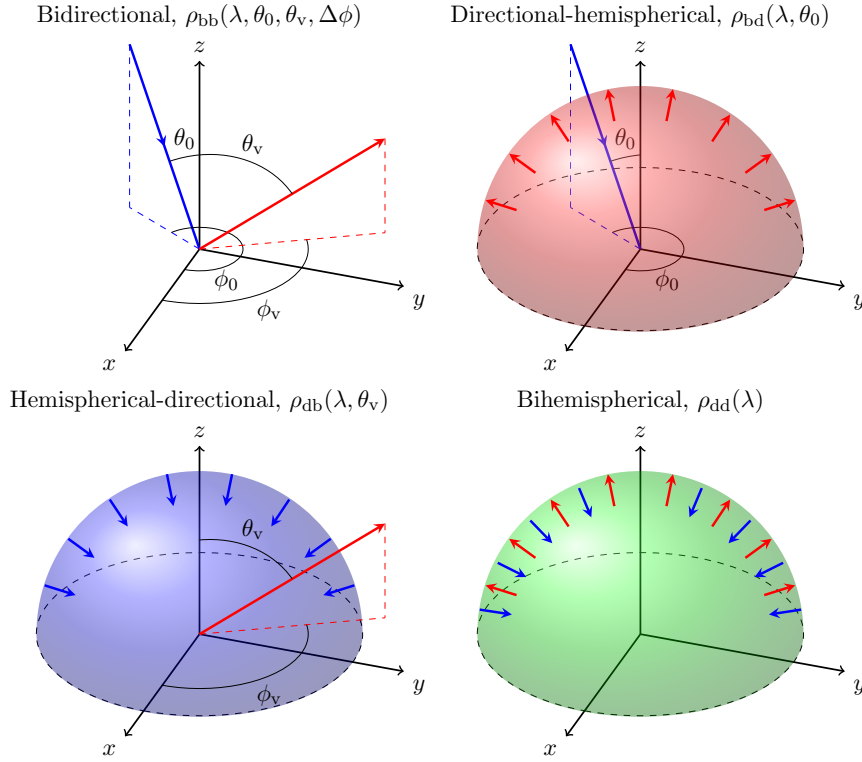 Bidirectional, ρbb(λ, θ0, θv, Δϕ)
z
θ0
θv
ϕ0
ϕv
y
x
Directional-hemispherical, ρbd(λ, θ0)
z
θ0
ϕ0
y
x
Hemispherical-directional, ρdb(λ, θv)
z
θv
ϕv
y
x
Bihemispherical, ρdd(λ)
z
y
x